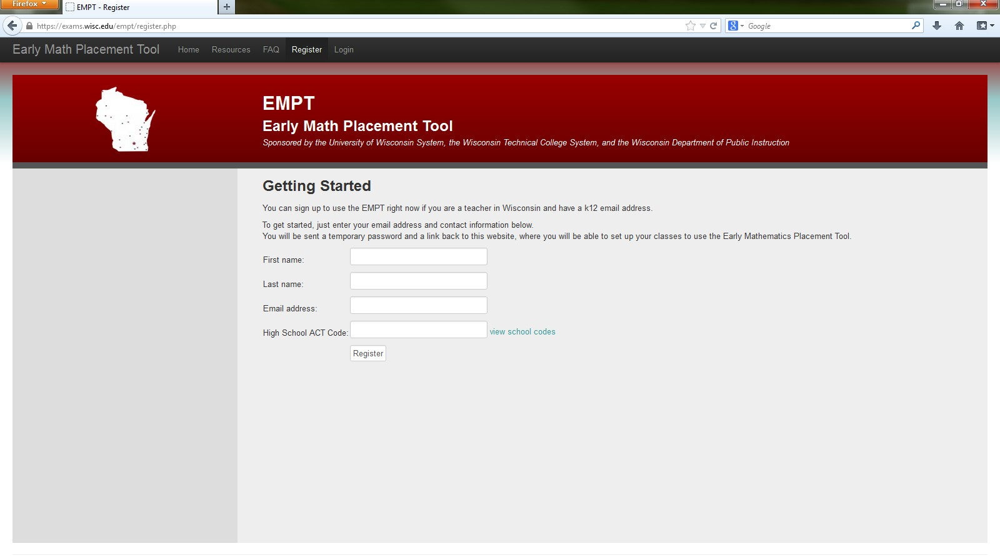 Firefox
EMPT - Register
https://exams.wisc.edu/empt/register.php
Google
Early Math Placement Tool Home Resources FAQ Register Login
EMPT
Early Math Placement Tool
Sponsored by the University of Wisconsin System, the Wisconsin Technical College System, and the Wisconsin Department of Public Instruction
Getting Started
You can sign up to use the EMPT right now if you are a teacher in Wisconsin and have a k12 email address.
To get started, just enter your email address and contact information below.
You will be sent a temporary password and a link back to this website, where you will be able to set up your classes to use the Early Mathematics Placement Tool.
First name:
Last name:
Email address:
High School ACT Code: view school codes
Register